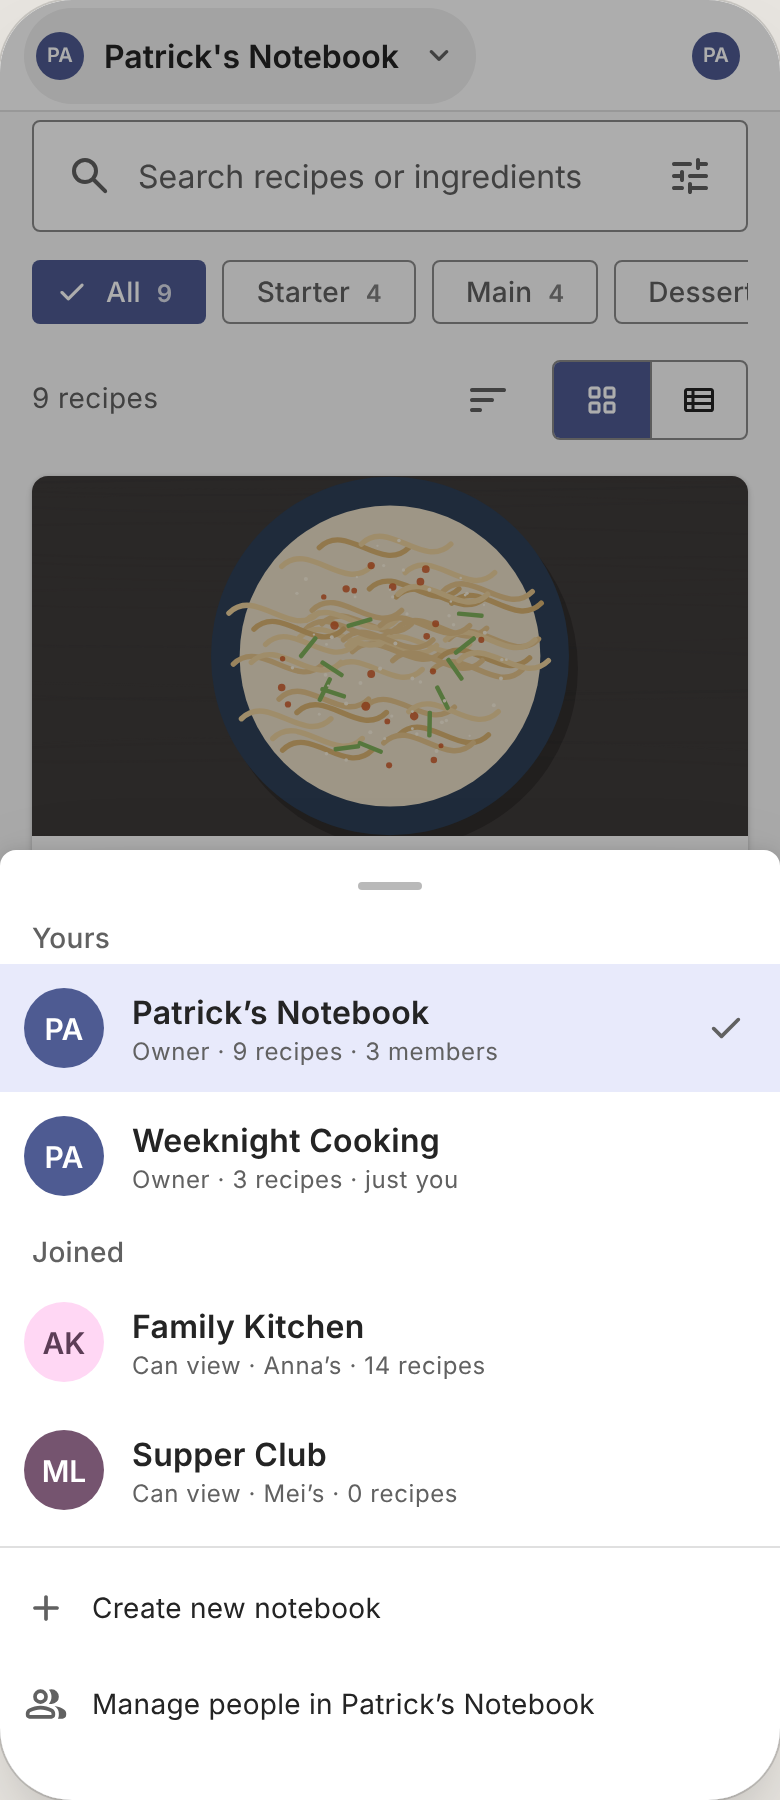 PA Patrick's Notebook PA
Search recipes or ingredients
All 9 Starter 4 Main 4 Dessert
9 recipes
Yours
PA Patrick’s Notebook
Owner · 9 recipes · 3 members
PA Weeknight Cooking
Owner · 3 recipes · just you
Joined
AK Family Kitchen
Can view · Anna’s · 14 recipes
ML Supper Club
Can view · Mei’s · 0 recipes
Create new notebook
Manage people in Patrick’s Notebook